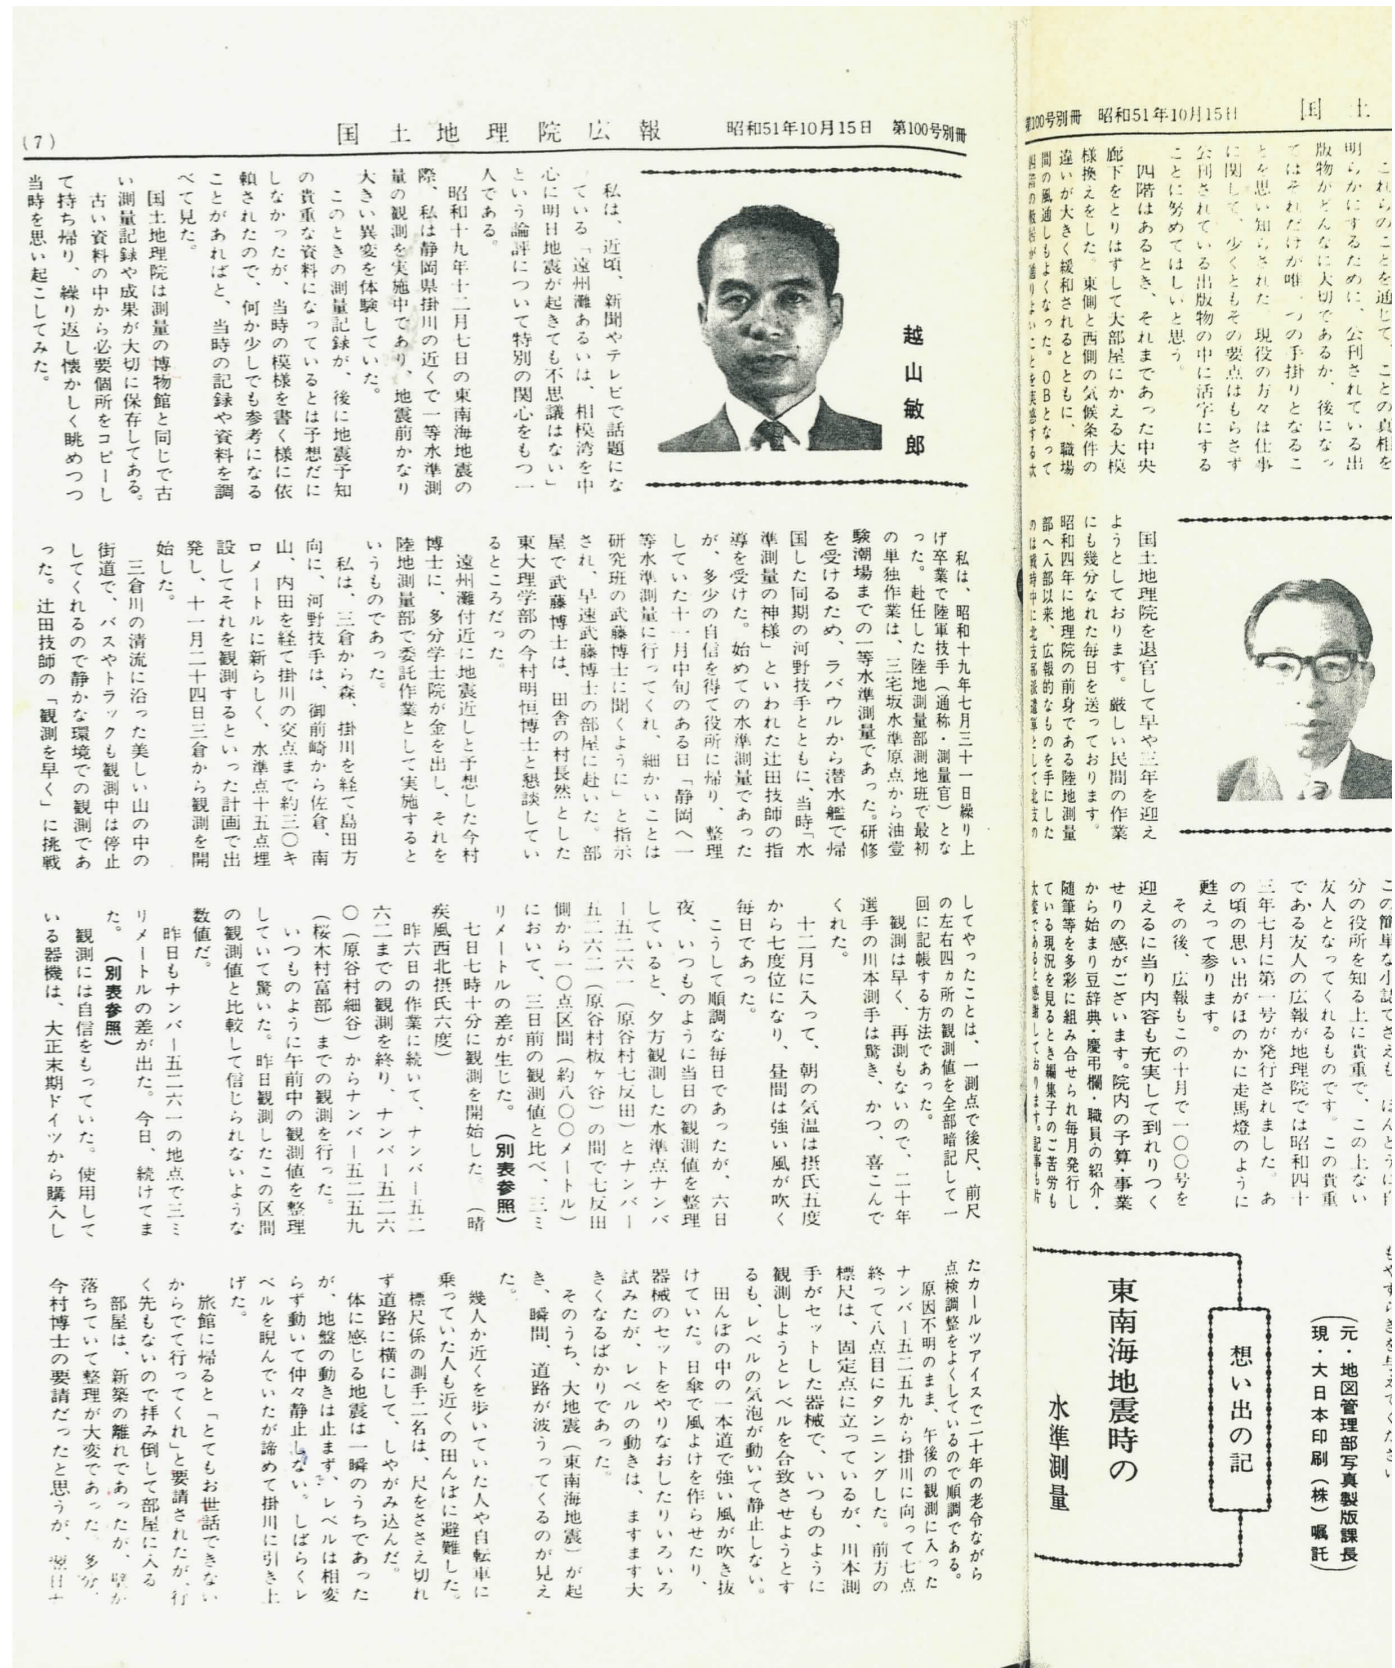 第100号別冊　昭和51年10月15日　国土
これらのことを通じて、ことの真相を
明らかにするために、公刊されている出
版物がどんなに大切であるか、後になっ
てはそれだけが唯一つの手掛りとなるこ
とを思い知らされた。現役の方々は仕事
に関して、少くともその要点はもらさず
公刊されている出版物の中に活字にする
ことに努めてほしいと思う。
四階はあるとき、それまであった中央
廊下をとりはずして大部屋にかえる大模
様換えをした。東側と西側の気候条件の
違いが大きく緩和されるとともに、職場
間の風通しもよくなった。OBとなって
国土地理院を退官して早や三年を迎え
ようとしております。厳しい民間の作業
にも幾分なれた毎日を送っております。
昭和四年に地理院の前身である陸地測量
部へ入部以来、広報的なものを手にした
のは戦時中に北支那派遣軍として北支の
この簡単な小誌でさえも、ほんとうに自
分の役所を知る上に貴重で、この上ない
友人となってくれるものです。この貴重
である友人の広報が地理院では昭和四十
三年七月に第一号が発行されました。あ
の頃の思い出がほのかに走馬燈のように
甦えって参ります。
その後、広報もこの十月で一〇〇号を
迎えるに当り内容も充実して到れりつく
せりの感がございます。院内の予算・事業
から始まり豆辞典・慶弔欄・職員の紹介・
随筆等を多彩に組み合せられ毎月発行し
ている現況を見るとき編集子のご苦労も
大変であると感謝しております。記事も片
もやすらぎを与えてください
（元・地図管理部写真製版課長
現・大日本印刷（株）嘱託）
想い出の記
東南海地震時の
水準測量
(7)　国土地理院広報　昭和51年10月15日　第100号別冊
越山敏郎
私は、近頃、新聞やテレビで話題にな
ている「遠州灘あるいは、相模湾を中
心に明日地震が起きても不思議はない」
という論評について特別の関心をもつ一
人である。
昭和十九年十二月七日の東南海地震の
際、私は静岡県掛川の近くで一等水準測
量の観測を実施中であり、地震前かなり
大きい異変を体験していた。
このときの測量記録が、後に地震予知
の貴重な資料になっているとは予想だに
しなかったが、当時の模様を書く様に依
頼されたので、何か少しでも参考になる
ことがあればと、当時の記録や資料を調
べて見た。
国土地理院は測量の博物館と同じで古
い測量記録や成果が大切に保存してある。
古い資料の中から必要個所をコピーし
て持ち帰り、繰り返し懐かしく眺めつつ
当時を思い起こしてみた。
私は、昭和十九年七月三十一日繰り上
げ卒業で陸軍技手（通称・測量官）とな
った。赴任した陸地測量部測地班で最初
の単独作業は、三宅坂水準原点から油壺
験潮場までの一等水準測量であった。研修
を受けるため、ラバウルから潜水艦で帰
国した同期の河野技手とともに、当時「水
準測量の神様」といわれた辻田技師の指
導を受けた。始めての水準測量であった
が、多少の自信を得て役所に帰り、整理
していた十一月中旬のある日「静岡へ一
等水準測量に行ってくれ、細かいことは
研究班の武藤博士に聞くように」と指示
され、早速武藤博士の部屋に赴いた。部
屋で武藤博士は、田舎の村長然とした
東大理学部の今村明恒博士と懇談してい
るところだった。
遠州灘付近に地震近しと予想した今村
博士に、多分学士院が金を出し、それを
陸地測量部で委託作業として実施すると
いうものであった。
私は、三倉から森、掛川を経て島田方
向に、河野技手は、御前崎から佐倉、南
山、内田を経て掛川の交点まで約三〇キ
ロメートルに新らしく、水準点十五点埋
設してそれを観測するといった計画で出
発し、十一月二十四日三倉から観測を開
始した。
三倉川の清流に沿った美しい山の中の
街道で、バスやトラックも観測中は停止
してくれるので静かな環境での観測であ
った。辻田技師の「観測を早く」に挑戦
してやったことは、一測点で後尺、前尺
の左右四ヵ所の観測値を全部暗記して一
回に記帳する方法であった。
観測は早く、再測もないので、二十年
選手の川本測手は驚き、かつ、喜こんで
くれた。
十二月に入って、朝の気温は摂氏五度
から七度位になり、昼間は強い風が吹く
毎日であった。
こうして順調な毎日であったが、六日
夜、いつものように当日の観測値を整理
していると、夕方観測した水準点ナンバ
ー五二六一（原谷村七反田）とナンバー
五二六二（原谷村板ヶ谷）の間で七反田
側から一〇点区間（約八〇〇メートル）
において、三日前の観測値と比べ、三ミ
リメートルの差が生じた。（別表参照）
七日七時十分に観測を開始した。（晴
疾風西北摂氏六度）
昨六日の作業に続いて、ナンバー五二
六二までの観測を終り、ナンバー五二六
〇（原谷村細谷）からナンバー五二五九
（桜木村富部）までの観測を行った。
いつものように午前中の観測値を整理
していて驚いた。昨日観測したこの区間
の観測値と比較して信じられないような
数値だ。
昨日もナンバー五二六一の地点で三ミ
リメートルの差が出た。今日、続けてま
た。（別表参照）
観測には自信をもっていた。使用して
いる器機は、大正末期ドイツから購入し
たカールツアイスで二十年の老令ながら
点検調整をよくしているので順調である。
原因不明のまま、午後の観測に入った
ナンバー五二五九から掛川に向って七点
終って八点目にタンニングした。前方の
標尺は、固定点に立っているが、川本測
手がセットした器械で、いつものように
観測しようとレベルを合致させようとす
るも、レベルの気泡が動いて静止しない。
田んぼの中の一本道で強い風が吹き抜
けていた。日傘で風よけを作らせたり、
器械のセットをやりなおしたりいろいろ
試みたが、レベルの動きは、ますます大
きくなるばかりであった。
そのうち、大地震（東南海地震）が起
き、瞬間、道路が波うってくるのが見え
た。
幾人か近くを歩いていた人や自転車に
乗っていた人も近くの田んぼに避難した。
標尺係の測手二名は、尺をささえ切れ
ず道路に横にして、しゃがみ込んだ。
体に感じる地震は一瞬のうちであった
が、地盤の動きは止まず、レベルは相変
らず動いて仲々静止しない。しばらくレ
ベルを睨んでいたが諦めて掛川に引き上
げた。
旅館に帰ると「とてもお世話できない
からでて行ってくれ」と要請されたが、行
く先もないので拝み倒して部屋に入る
部屋は、新築の離れであったが、壁が
落ちていて整理が大変であった。多分、
今村博士の要請だったと思うが、翌日十